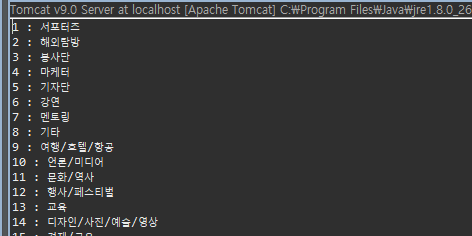 Tomcat v9.0 Server at localhost [Apache Tomcat] C:₩Program Files₩Java₩jre1.8.0_26
1 : 서포터즈
2 : 해외탐방
3 : 봉사단
4 : 마케터
5 : 기자단
6 : 강연
7 : 멘토링
8 : 기타
9 : 여행/호텔/항공
10 : 언론/미디어
11 : 문화/역사
12 : 행사/페스티벌
13 : 교육
14 : 디자인/사진/예술/영상